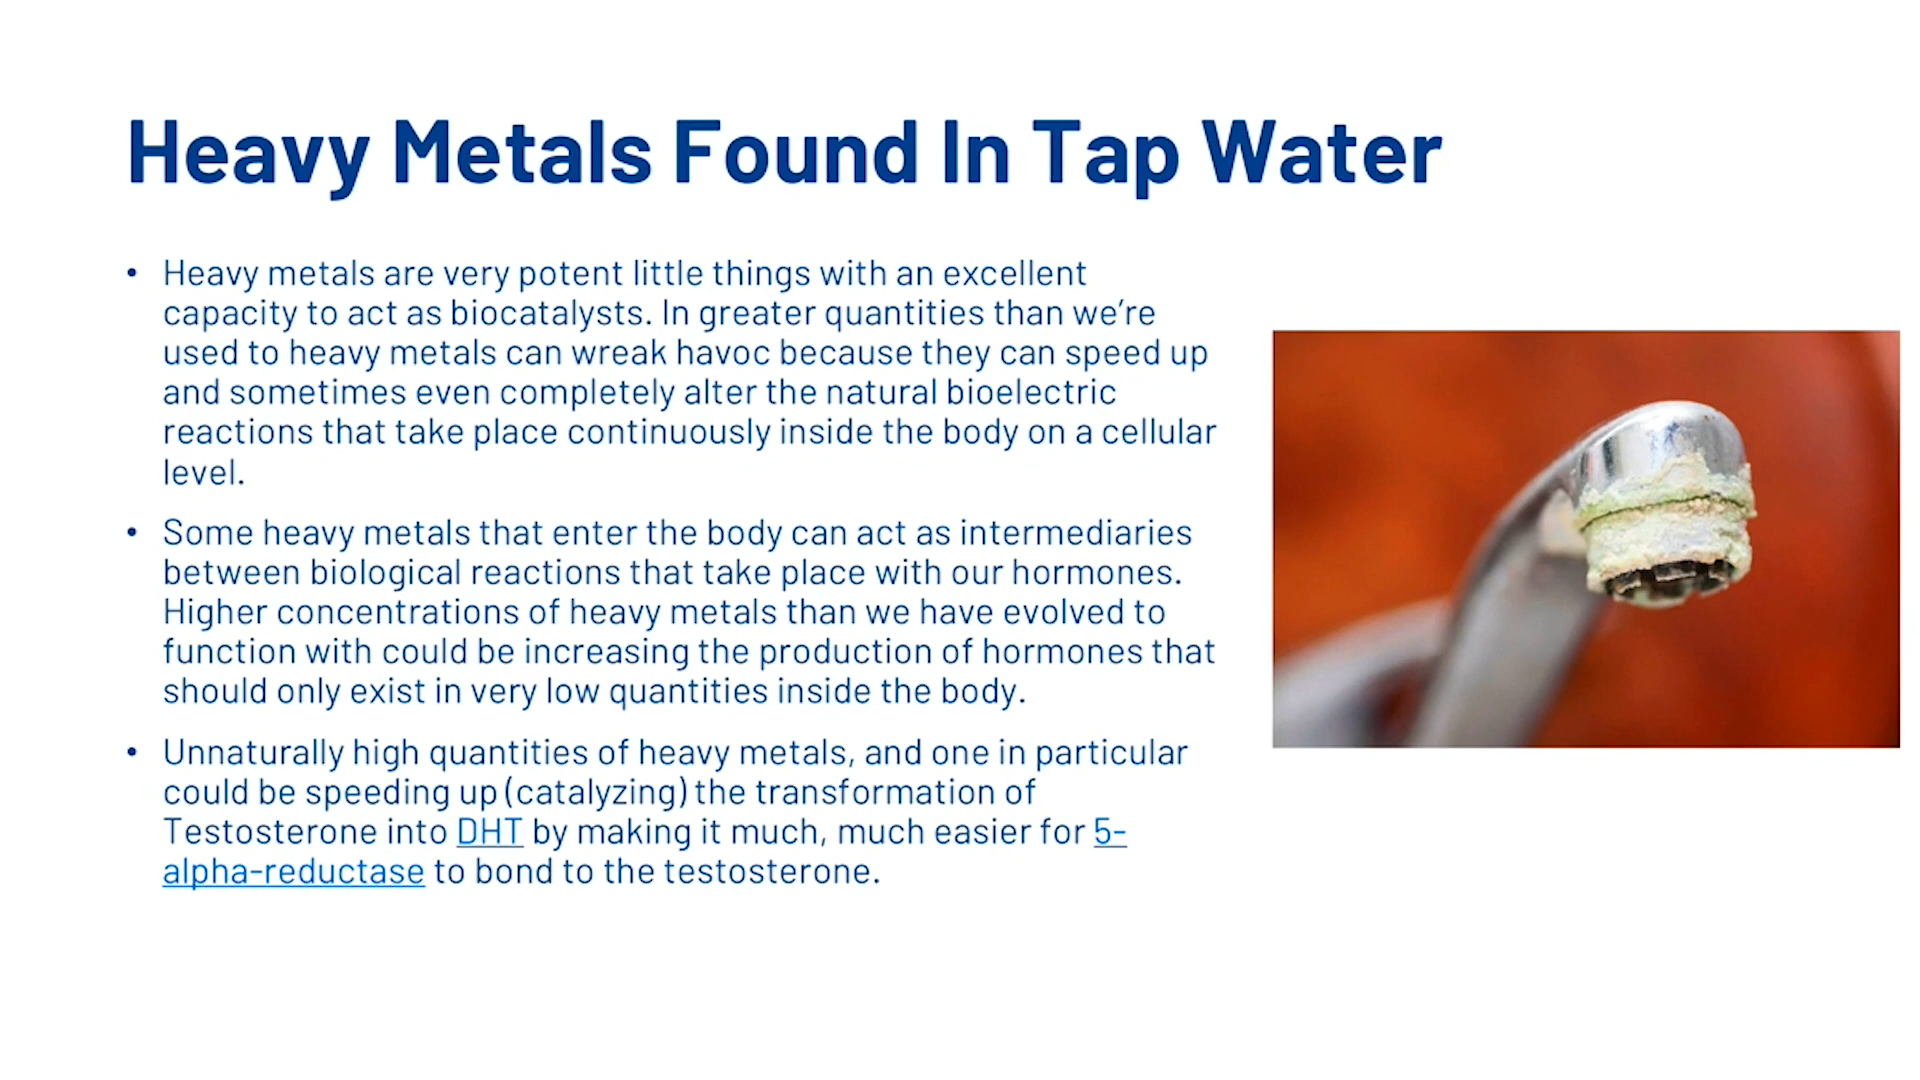 Heavy Metals Found In Tap Water
• Heavy metals are very potent little things with an excellent
capacity to act as biocatalysts. In greater quantities than we’re
used to heavy metals can wreak havoc because they can speed up
and sometimes even completely alter the natural bioelectric
reactions that take place continuously inside the body on a cellular
level.
• Some heavy metals that enter the body can act as intermediaries
between biological reactions that take place with our hormones.
Higher concentrations of heavy metals than we have evolved to
function with could be increasing the production of hormones that
should only exist in very low quantities inside the body.
• Unnaturally high quantities of heavy metals, and one in particular
could be speeding up (catalyzing) the transformation of
Testosterone into DHT by making it much, much easier for 5-
alpha-reductase to bond to the testosterone.